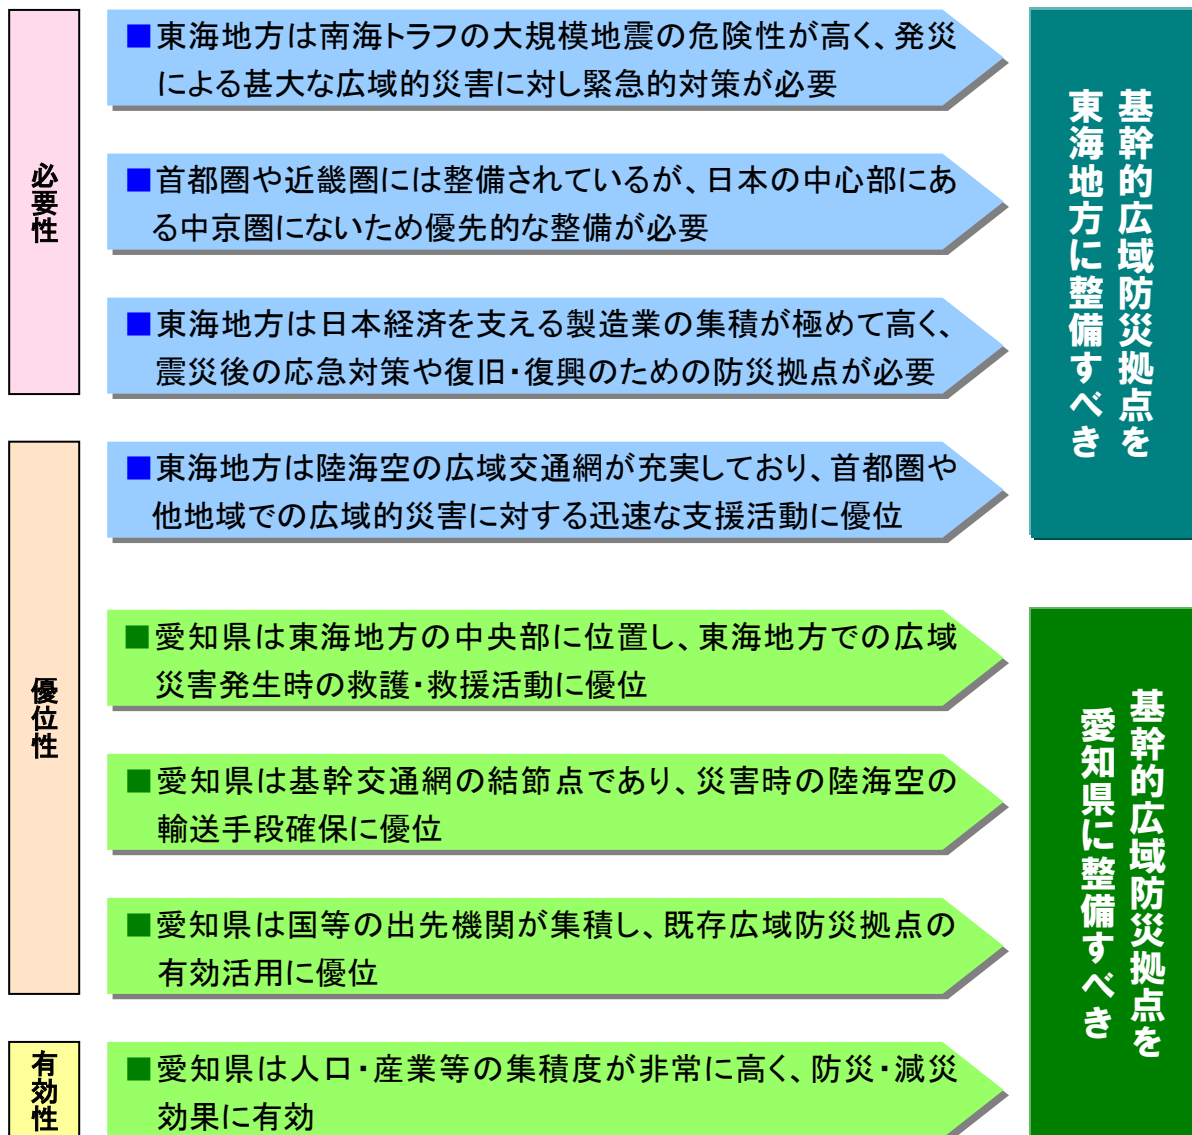 必要性
■東海地方は南海トラフの大規模地震の危険性が高く、発災
による甚大な広域的災害に対し緊急的対策が必要
■首都圏や近畿圏には整備されているが、日本の中心部にあ
る中京圏にないため優先的な整備が必要
■東海地方は日本経済を支える製造業の集積が極めて高く、
震災後の応急対策や復旧・復興のための防災拠点が必要
優位性
■東海地方は陸海空の広域交通網が充実しており、首都圏や
他地域での広域的災害に対する迅速な支援活動に優位
基幹的広域防災拠点を
東海地方に整備すべき
■愛知県は東海地方の中央部に位置し、東海地方での広域
災害発生時の救護・救援活動に優位
■愛知県は基幹交通網の結節点であり、災害時の陸海空の
輸送手段確保に優位
■愛知県は国等の出先機関が集積し、既存広域防災拠点の
有効活用に優位
有効性
■愛知県は人口・産業等の集積度が非常に高く、防災・減災
効果に有効
基幹的広域防災拠点を
愛知県に整備すべき